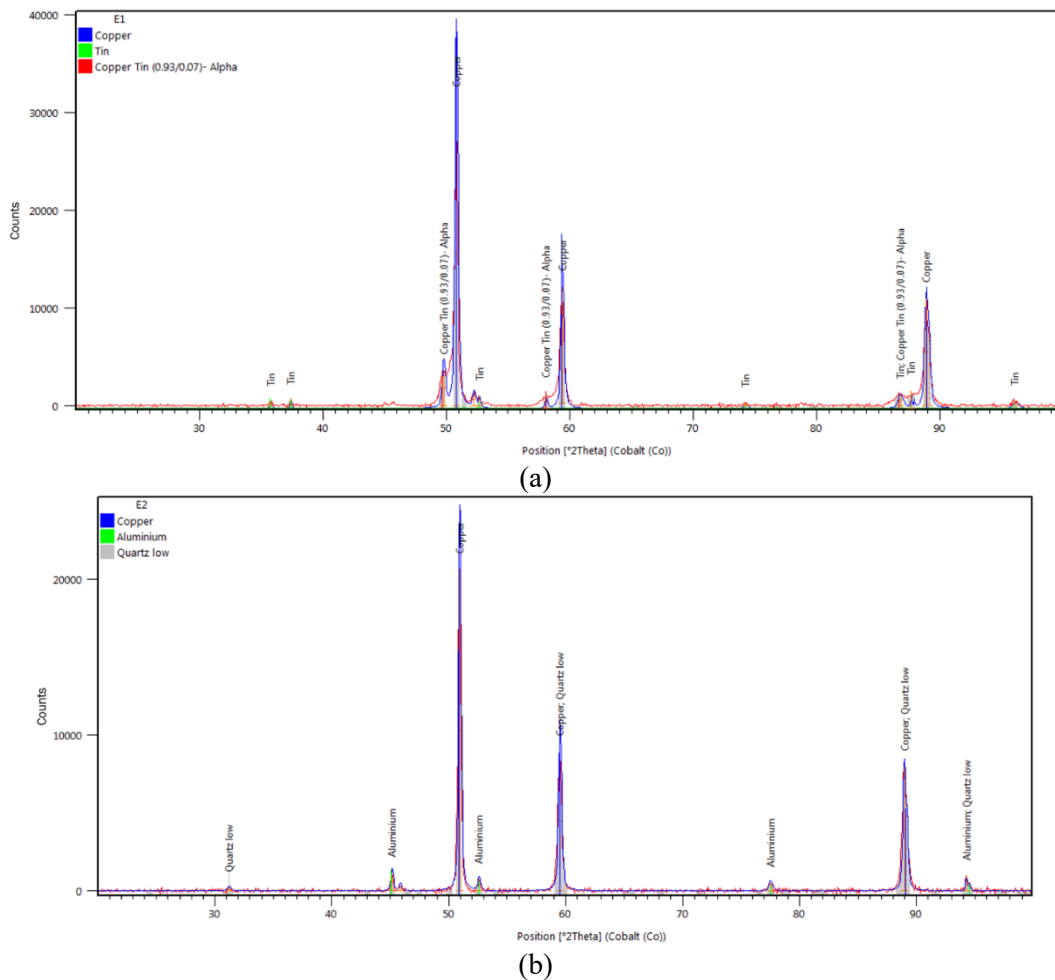 E1
Copper
Tin
Copper Tin (0.93/0.07)- Alpha
40000
30000
20000
10000
0
Counts
Tin
Tin
Copper Tin (0.93/0.07)- Alpha
Copper
Tin
Copper Tin (0.93/0.07)- Alpha
Copper
Tin
Tin; Copper Tin (0.93/0.07)- Alpha
Tin
Copper
Tin
30
40
50
60
70
80
90
Position [°2Theta] (Cobalt (Co))
(a)
E2
Copper
Aluminium
Quartz low
20000
10000
0
Counts
Quartz low
Aluminium
Copper
Aluminium
Copper; Quartz low
Aluminium
Copper; Quartz low
Aluminium; Quartz low
30
40
50
60
70
80
90
Position [°2Theta] (Cobalt (Co))
(b)